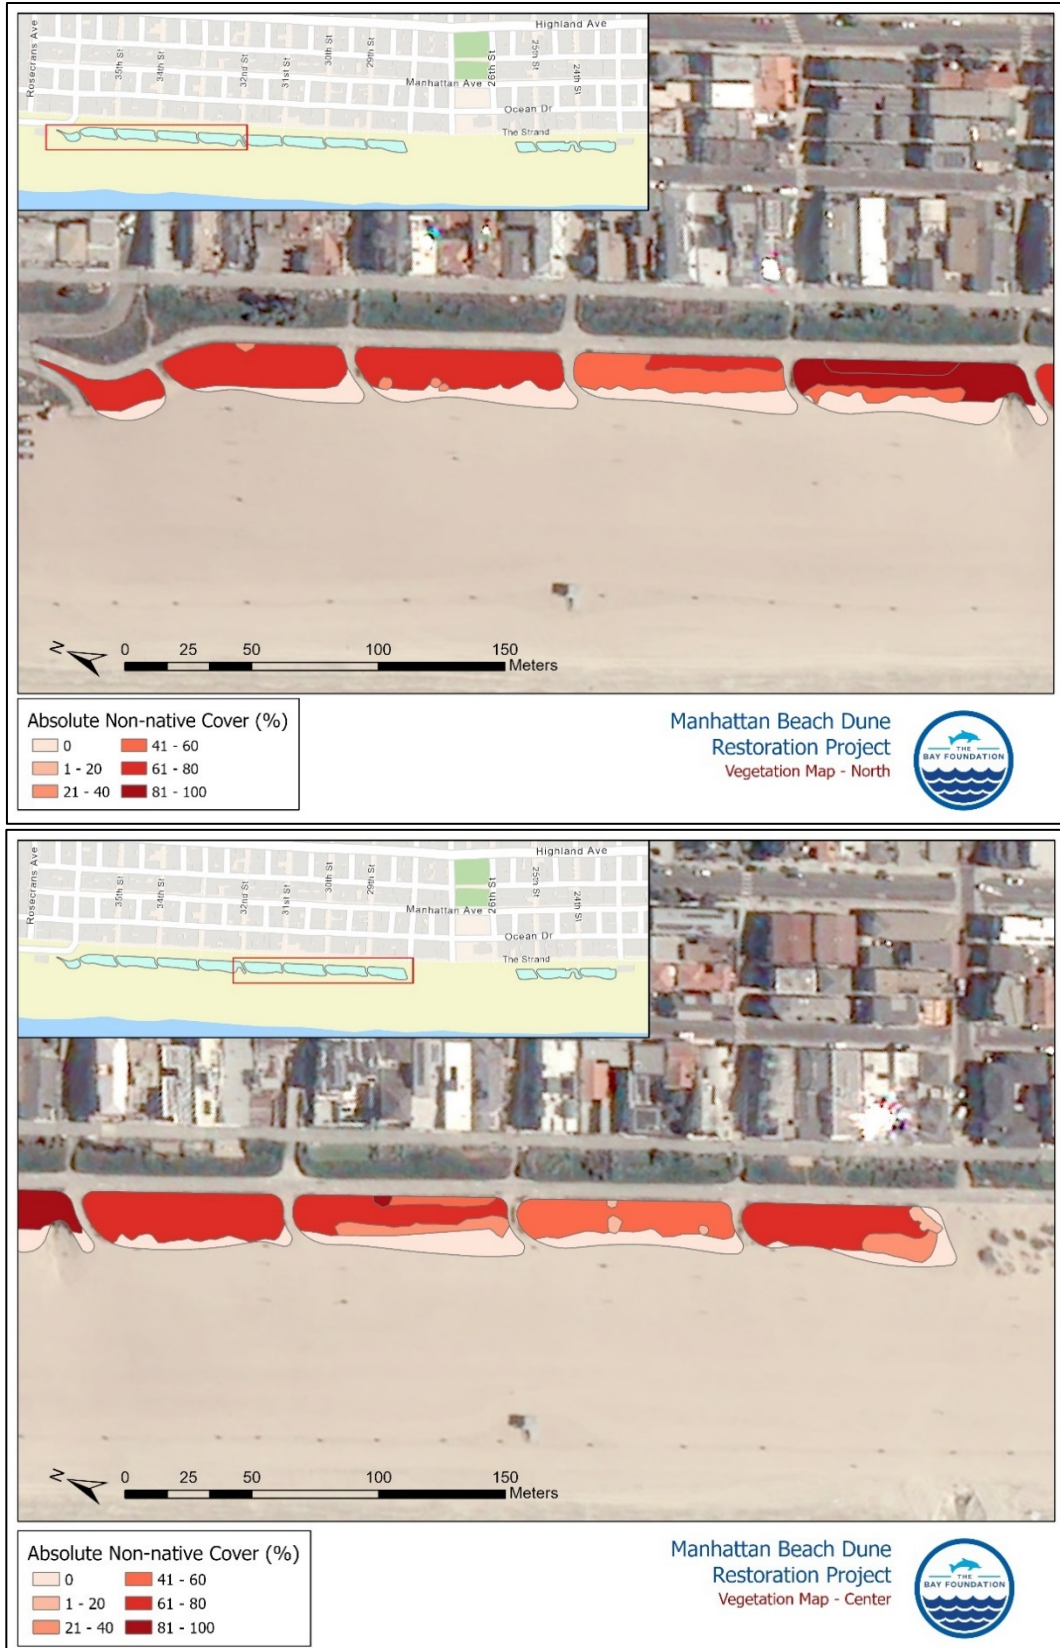 Highland Ave
Rosecrans Ave
35th St
34th St
32nd St
31st St
30th St
29th St
26th St
25th St
24th St
Manhattan Ave
Ocean Dr
The Strand
N
0 25 50 100 150
Meters
Absolute Non-native Cover (%)
0 41 - 60
1 - 20 61 - 80
21 - 40 81 - 100
Manhattan Beach Dune
Restoration Project
Vegetation Map - North
THE
BAY FOUNDATION
Highland Ave
Rosecrans Ave
35th St
34th St
32nd St
31st St
30th St
29th St
26th St
25th St
24th St
Manhattan Ave
Ocean Dr
The Strand
N
0 25 50 100 150
Meters
Absolute Non-native Cover (%)
0 41 - 60
1 - 20 61 - 80
21 - 40 81 - 100
Manhattan Beach Dune
Restoration Project
Vegetation Map - Center
THE
BAY FOUNDATION